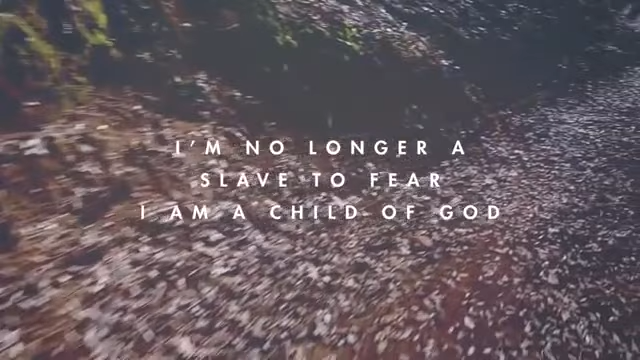 I'M NO LONGER A
SLAVE TO FEAR
I AM A CHILD OF GOD